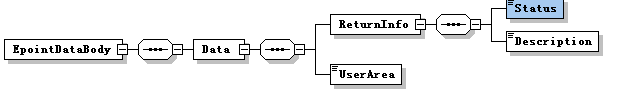 EpointDataBody
Data
ReturnInfo
Status
Description
UserArea